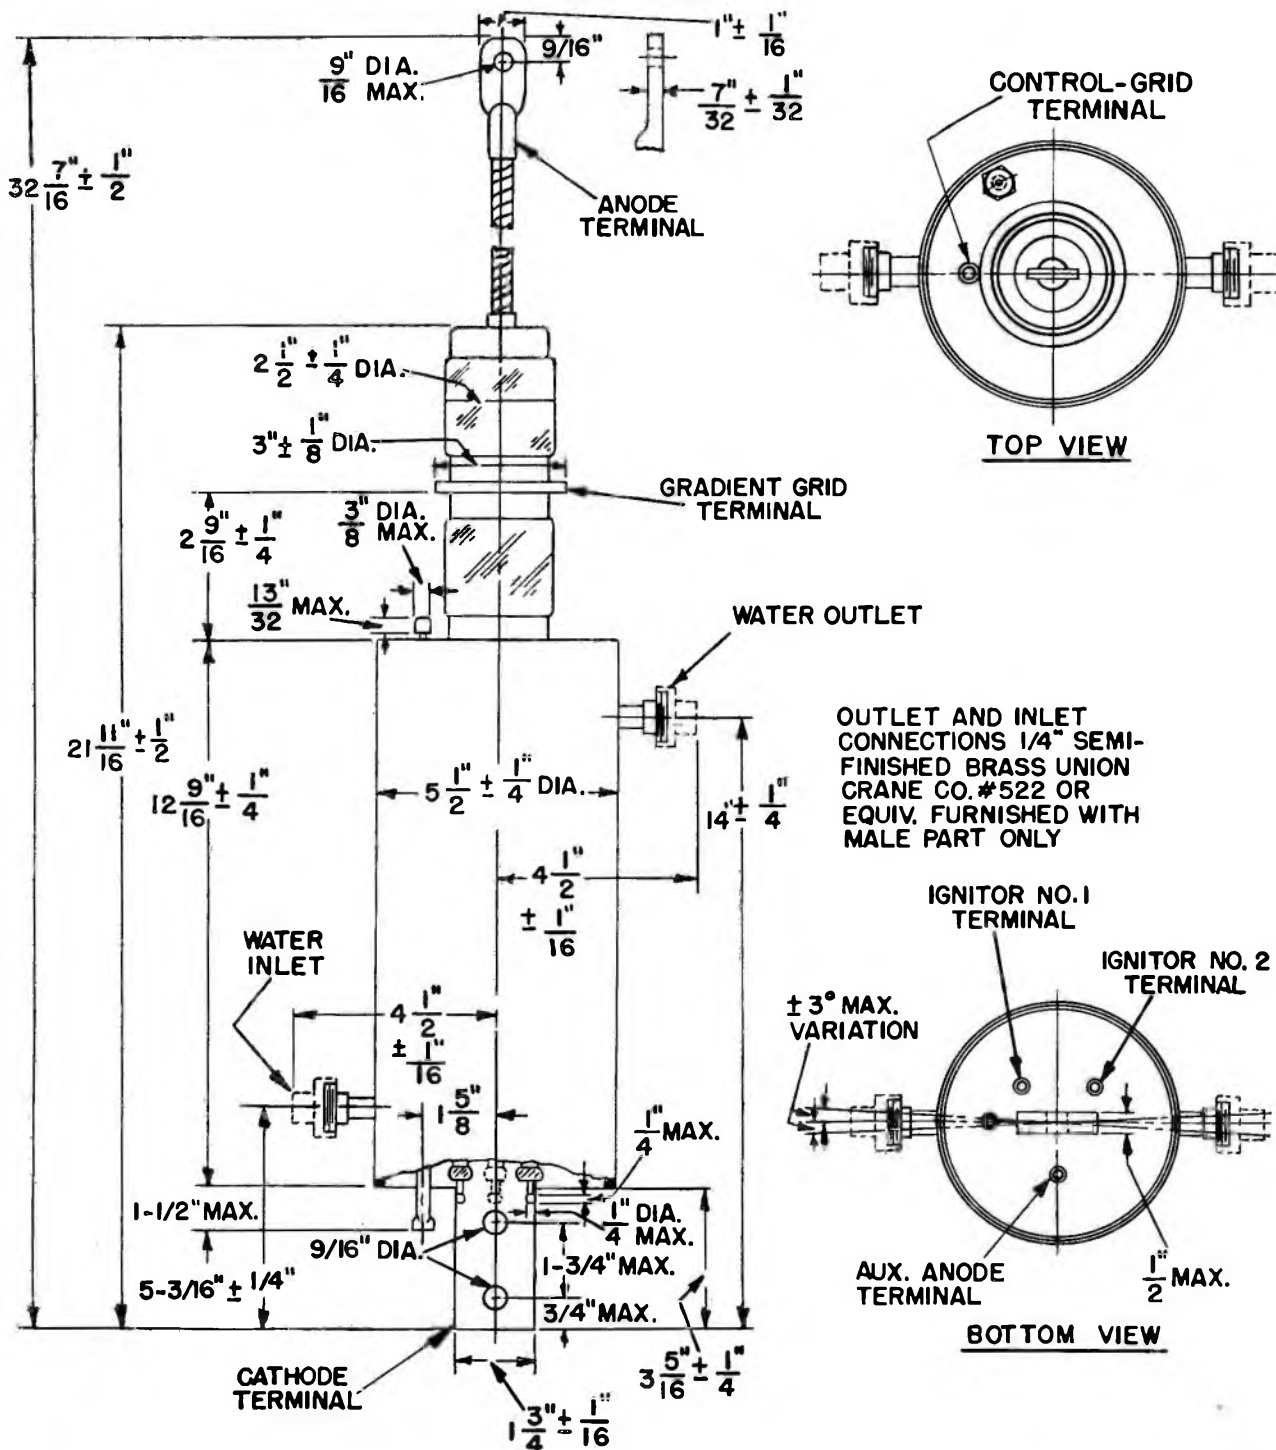 1" ± 1/16
9/16"
9/16" DIA. MAX.
7/32" ± 1/32"
32 7/16" ± 1/2"
ANODE
TERMINAL
CONTROL-GRID
TERMINAL
TOP VIEW
2 1/2" ± 1/4" DIA.
3" ± 1/8" DIA.
GRADIENT GRID
TERMINAL
3/8" DIA. MAX.
2 9/16" ± 1/4"
13/32" MAX.
WATER OUTLET
21 11/16" ± 1/2"
12 9/16" ± 1/4"
5 1/2" ± 1/4" DIA.
14" ± 1/4"
OUTLET AND INLET
CONNECTIONS 1/4" SEMI-
FINISHED BRASS UNION
CRANE CO. #522 OR
EQUIV. FURNISHED WITH
MALE PART ONLY
4 1/2"
± 1/16"
WATER
INLET
4 1/2"
± 1/16"
1 5/8"
1/4" MAX.
IGNITOR NO. 1
TERMINAL
IGNITOR NO. 2
TERMINAL
±3° MAX.
VARIATION
1-1/2" MAX.
9/16" DIA.
1/4" DIA. MAX.
1-3/4" MAX.
5-3/16" ± 1/4"
3/4" MAX.
3 5/16" ± 1/4"
CATHODE
TERMINAL
1 3/4" ± 1/16"
AUX. ANODE
TERMINAL
1/2" MAX.
BOTTOM VIEW